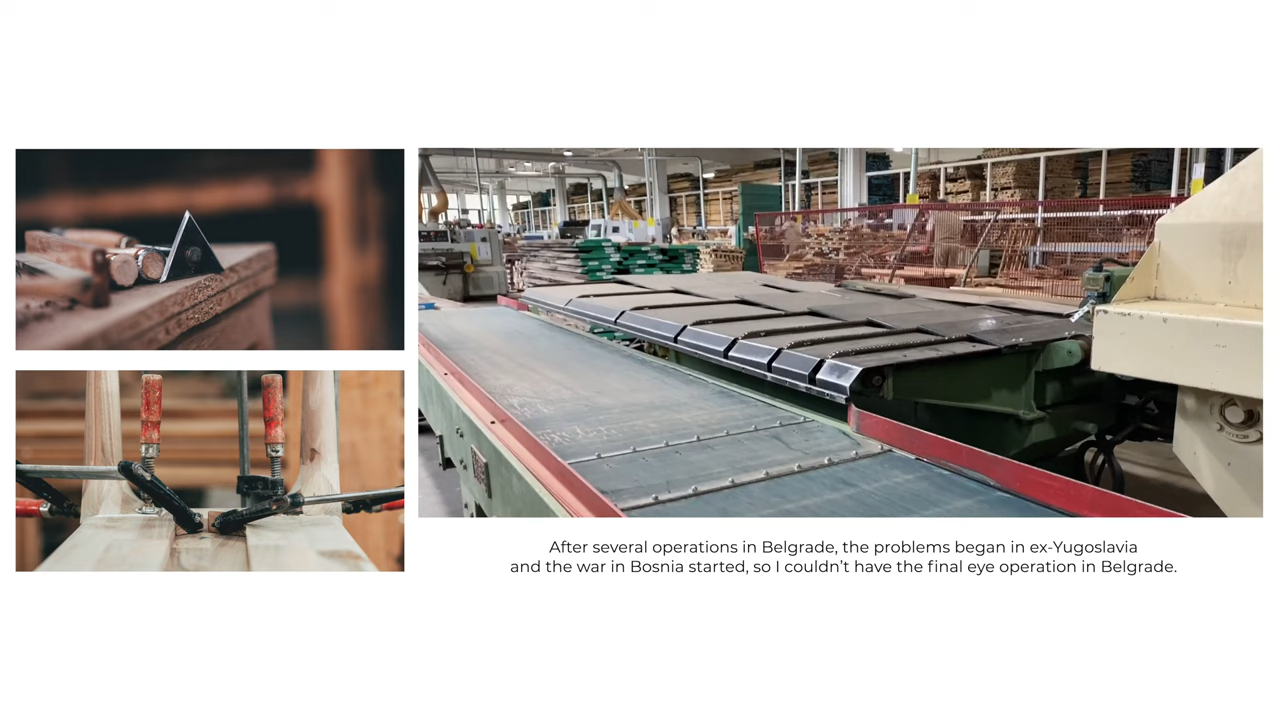 After several operations in Belgrade, the problems began in ex-Yugoslavia
and the war in Bosnia started, so I couldn’t have the final eye operation in Belgrade.